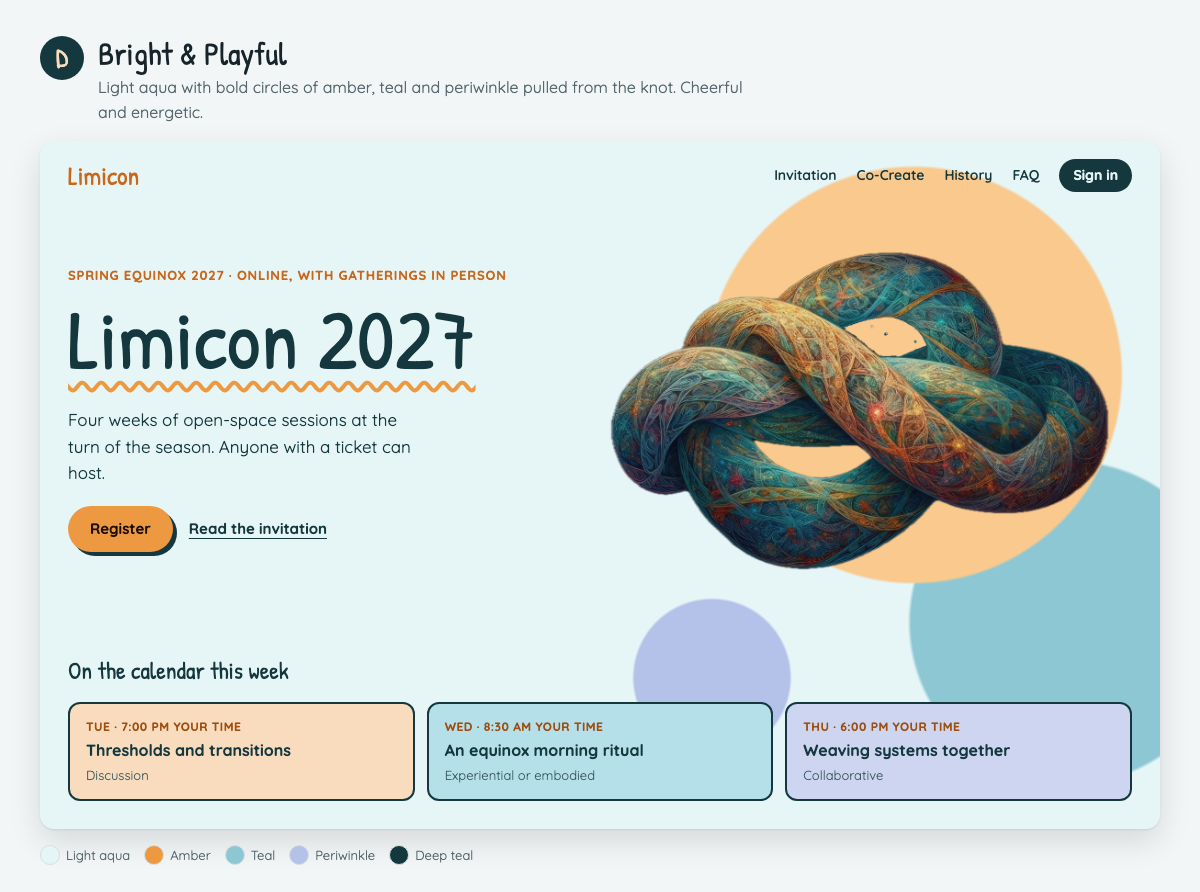 D
Bright & Playful
Light aqua with bold circles of amber, teal and periwinkle pulled from the knot. Cheerful
and energetic.
Limicon
Invitation Co-Create History FAQ Sign in
SPRING EQUINOX 2027 · ONLINE, WITH GATHERINGS IN PERSON
Limicon 2027
Four weeks of open-space sessions at the
turn of the season. Anyone with a ticket can
host.
Register Read the invitation
On the calendar this week
TUE · 7:00 PM YOUR TIME
Thresholds and transitions
Discussion
WED · 8:30 AM YOUR TIME
An equinox morning ritual
Experiential or embodied
THU · 6:00 PM YOUR TIME
Weaving systems together
Collaborative
Light aqua Amber Teal Periwinkle Deep teal